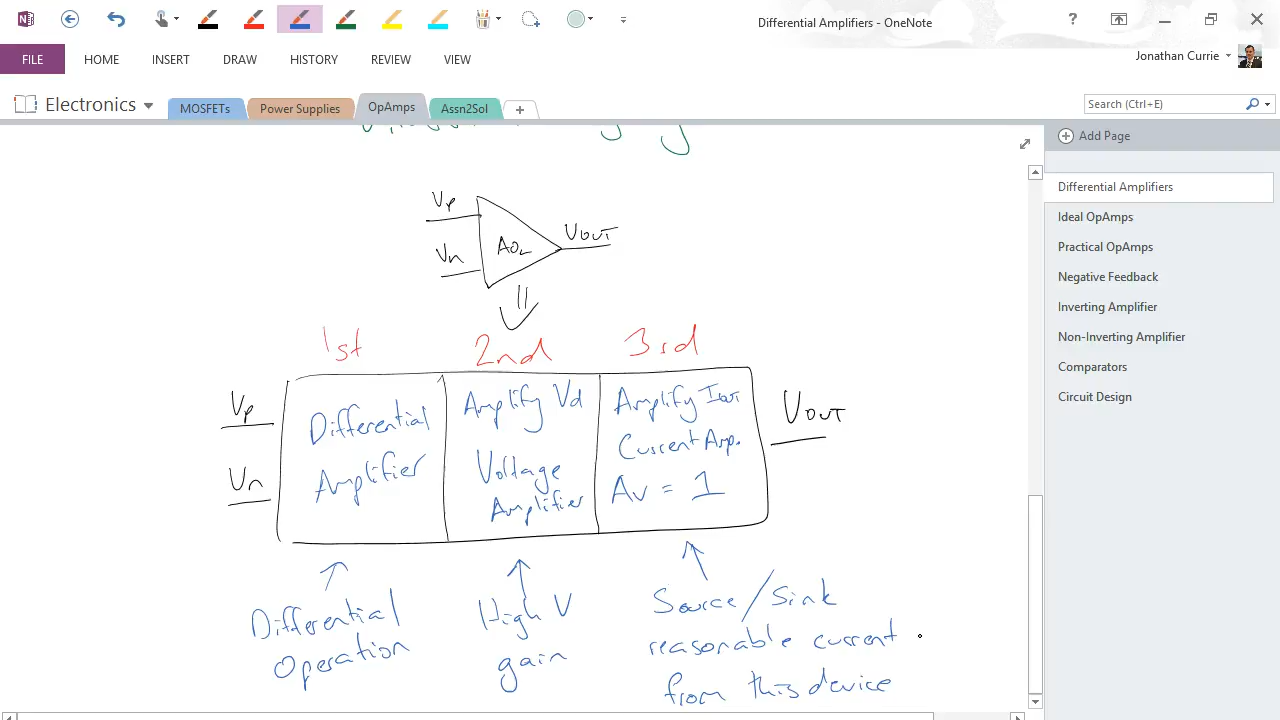 Differential Amplifiers - OneNote
?
Jonathan Currie
FILE
HOME
INSERT
DRAW
HISTORY
REVIEW
VIEW
Electronics
MOSFETs
Power Supplies
OpAmps
Assn2Sol
+
Search (Ctrl+E)
Add Page
Differential Amplifiers
Ideal OpAmps
Practical OpAmps
Negative Feedback
Inverting Amplifier
Non-Inverting Amplifier
Comparators
Circuit Design
Vp
Vn
AOL
VOUT
1st
2nd
3rd
Vp
Vn
Differential
Amplifier
Amplify Vd
Voltage
Amplifier
Amplify IOUT
Current Amp.
Av = 1
VOUT
Differential
Operation
High V
gain
Source/Sink
reasonable current
from this device